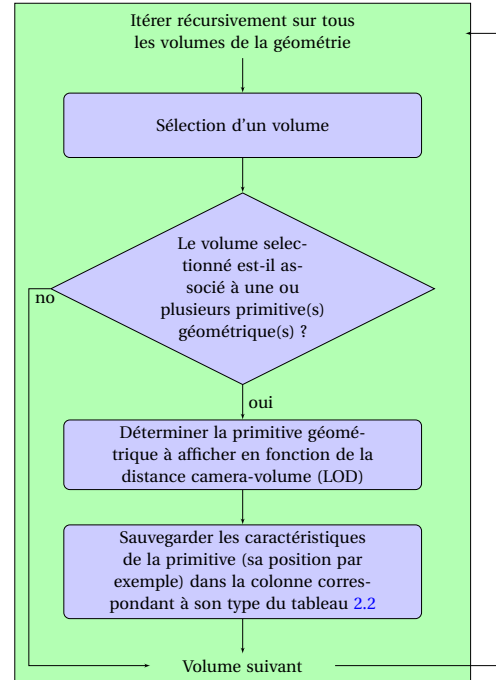 Itérer récursivement sur tous
les volumes de la géométrie
Sélection d'un volume
Le volume selec-
tionné est-il as-
socié à une ou
plusieurs primitive(s)
géométrique(s) ?
no
oui
Déterminer la primitive géomé-
trique à afficher en fonction de la
distance camera-volume (LOD)
Sauvegarder les caractéristiques
de la primitive (sa position par
exemple) dans la colonne corres-
pondant à son type du tableau 2.2
Volume suivant